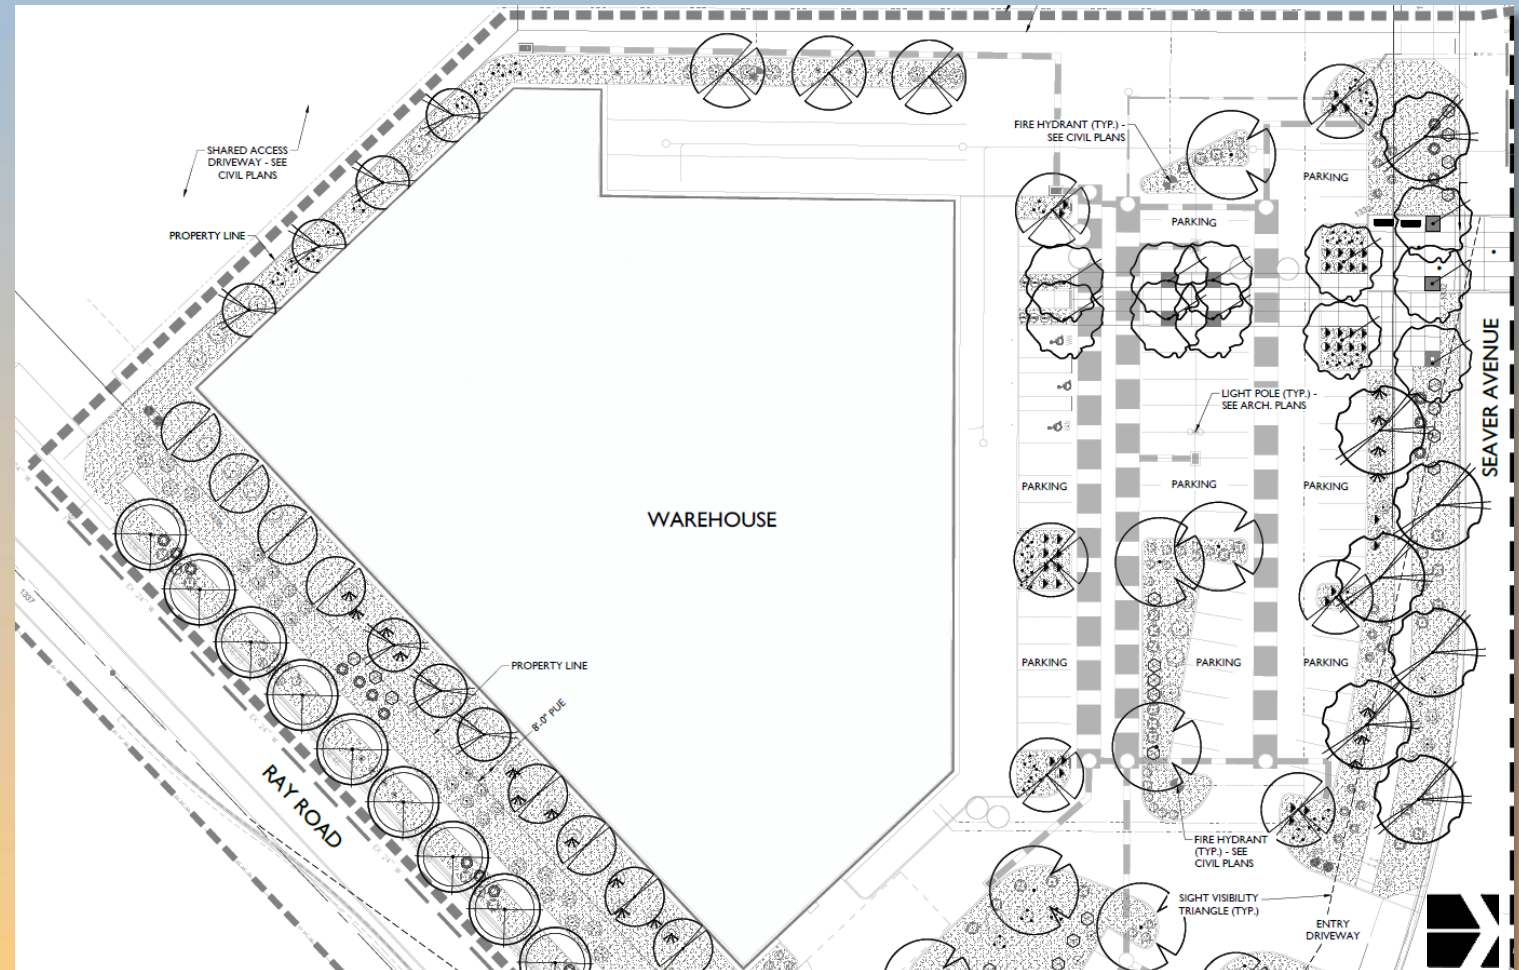 FIRE HYDRANT (TYP.) -
SEE CIVIL PLANS
SHARED ACCESS
DRIVEWAY - SEE
CIVIL PLANS
PARKING
PARKING
PROPERTY LINE
1332
SEAVER AVENUE
LIGHT POLE (TYP.) -
SEE ARCH. PLANS
PARKING
PARKING
PARKING
WAREHOUSE
1337
PROPERTY LINE
PARKING
PARKING
PARKING
8'-0" PUE
RAY ROAD
FIRE HYDRANT
(TYP.) - SEE
CIVIL PLANS
SIGHT VISIBILITY
TRIANGLE (TYP.)
ENTRY
DRIVEWAY